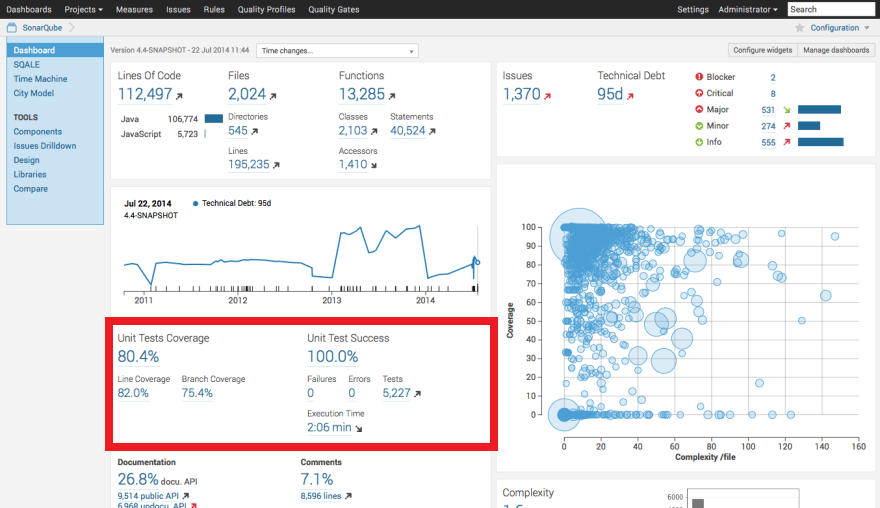 Dashboards Projects Measures Issues Rules Quality Profiles Quality Gates Settings Administrator Search
SonarQube Configuration
Dashboard
SQALE
Time Machine
City Model
TOOLS
Components
Issues Drilldown
Design
Libraries
Compare
Version 4.4-SNAPSHOT - 22 Jul 2014 11:44 Time changes... Configure widgets Manage dashboards
Lines Of Code Files Functions
112,497 2,024 13,285
Java 106,774
JavaScript 5,723
Directories Classes Statements
545 2,103 40,524
Lines Accessors
195,235 1,410
Issues Technical Debt
1,370 95d
Blocker 2
Critical 8
Major 531
Minor 274
Info 555
Jul 22, 2014 Technical Debt: 95d
4.4-SNAPSHOT
2011 2012 2013 2014
Unit Tests Coverage Unit Test Success
80.4% 100.0%
Line Coverage Branch Coverage Failures Errors Tests
82.0% 75.4% 0 0 5,227
Execution Time
2:06 min
Documentation Comments
26.8% docu. API 7.1%
9,514 public API 8,596 lines
6,968 undocu. API
Coverage
100
90
80
70
60
50
40
30
20
10
0
0 20 40 60 80 100 120 140 160
Complexity /file
Complexity
6000